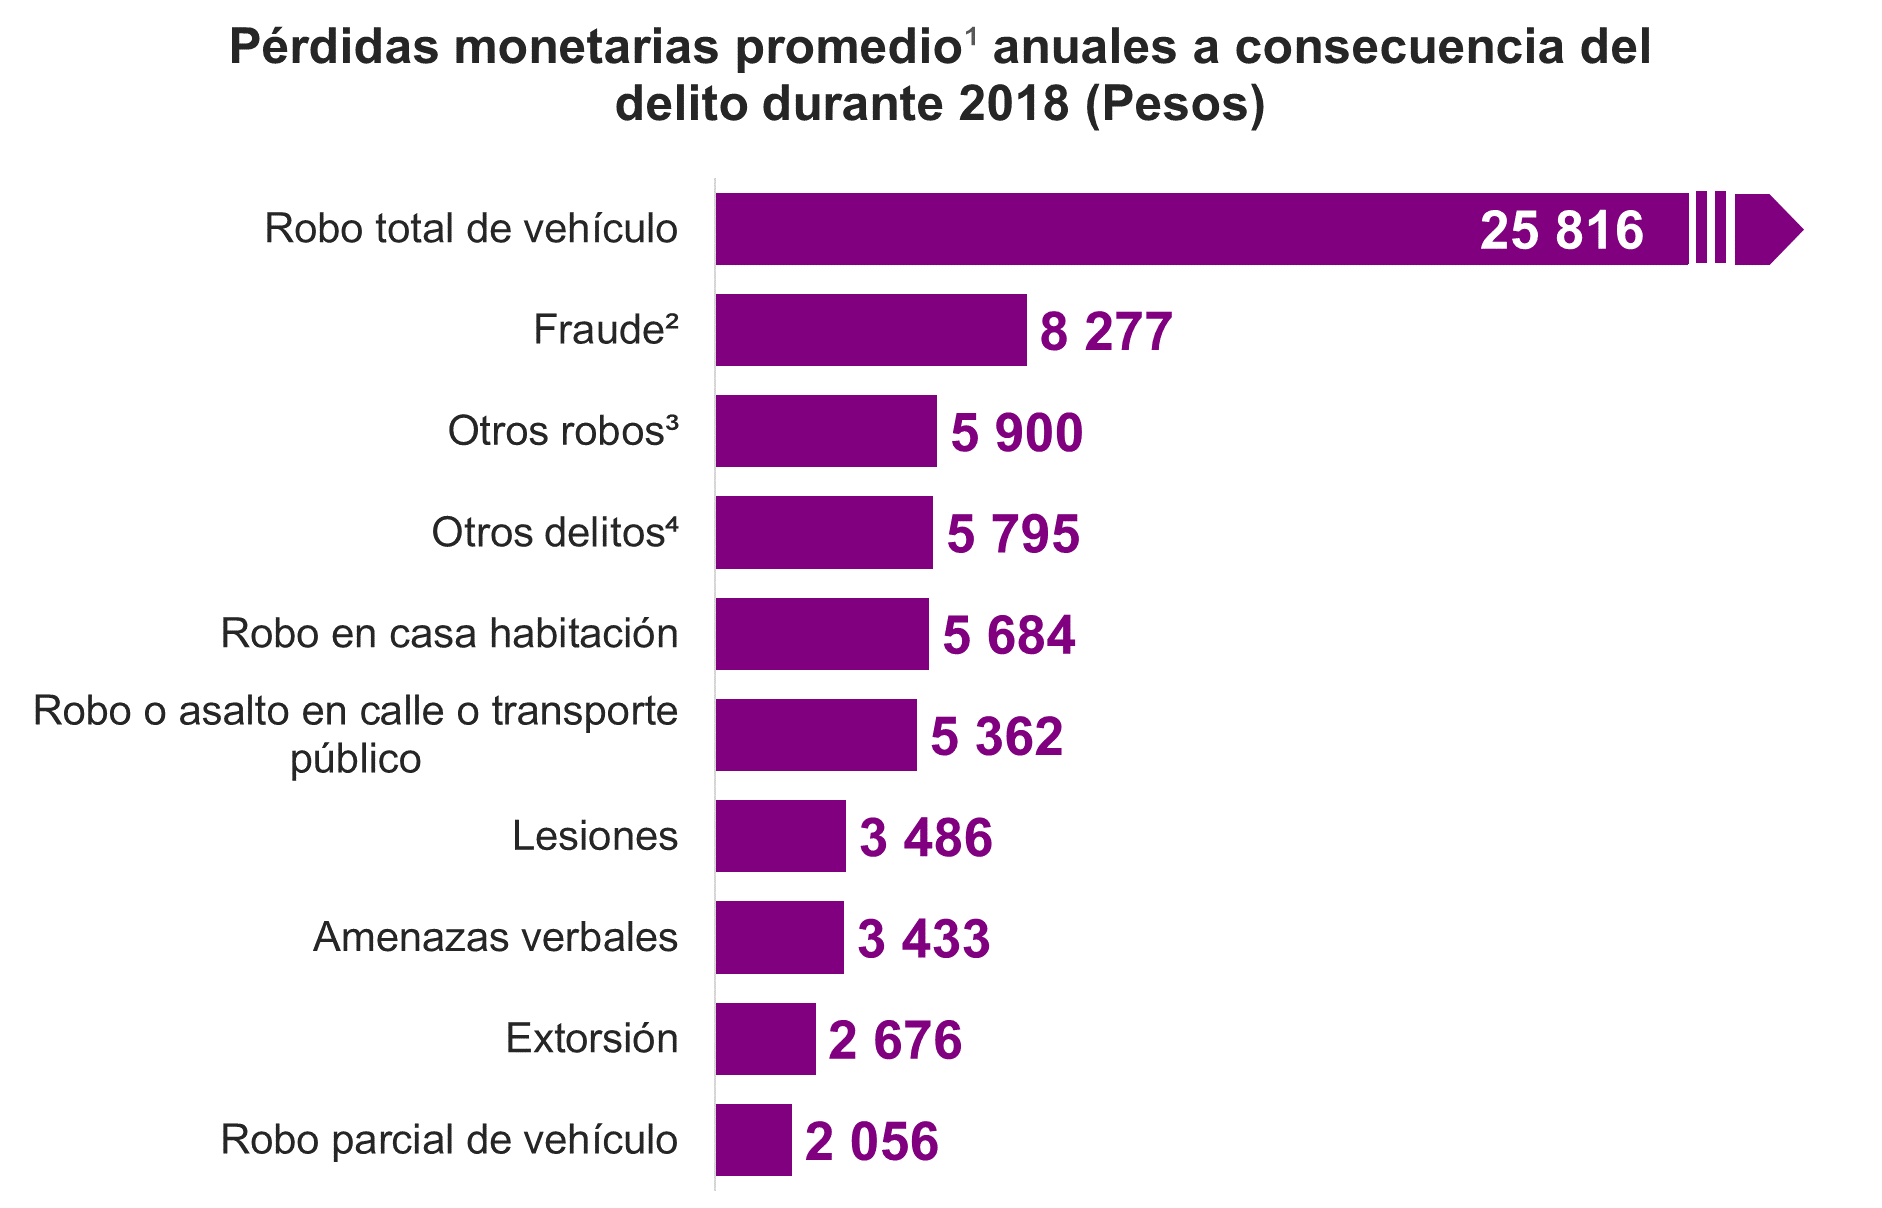 Pérdidas monetarias promedio¹ anuales a consecuencia del
delito durante 2018 (Pesos)
Robo total de vehículo
25 816
Fraude²
8 277
Otros robos³
5 900
Otros delitos⁴
5 795
Robo en casa habitación
5 684
Robo o asalto en calle o transporte
público
5 362
Lesiones
3 486
Amenazas verbales
3 433
Extorsión
2 676
Robo parcial de vehículo
2 056